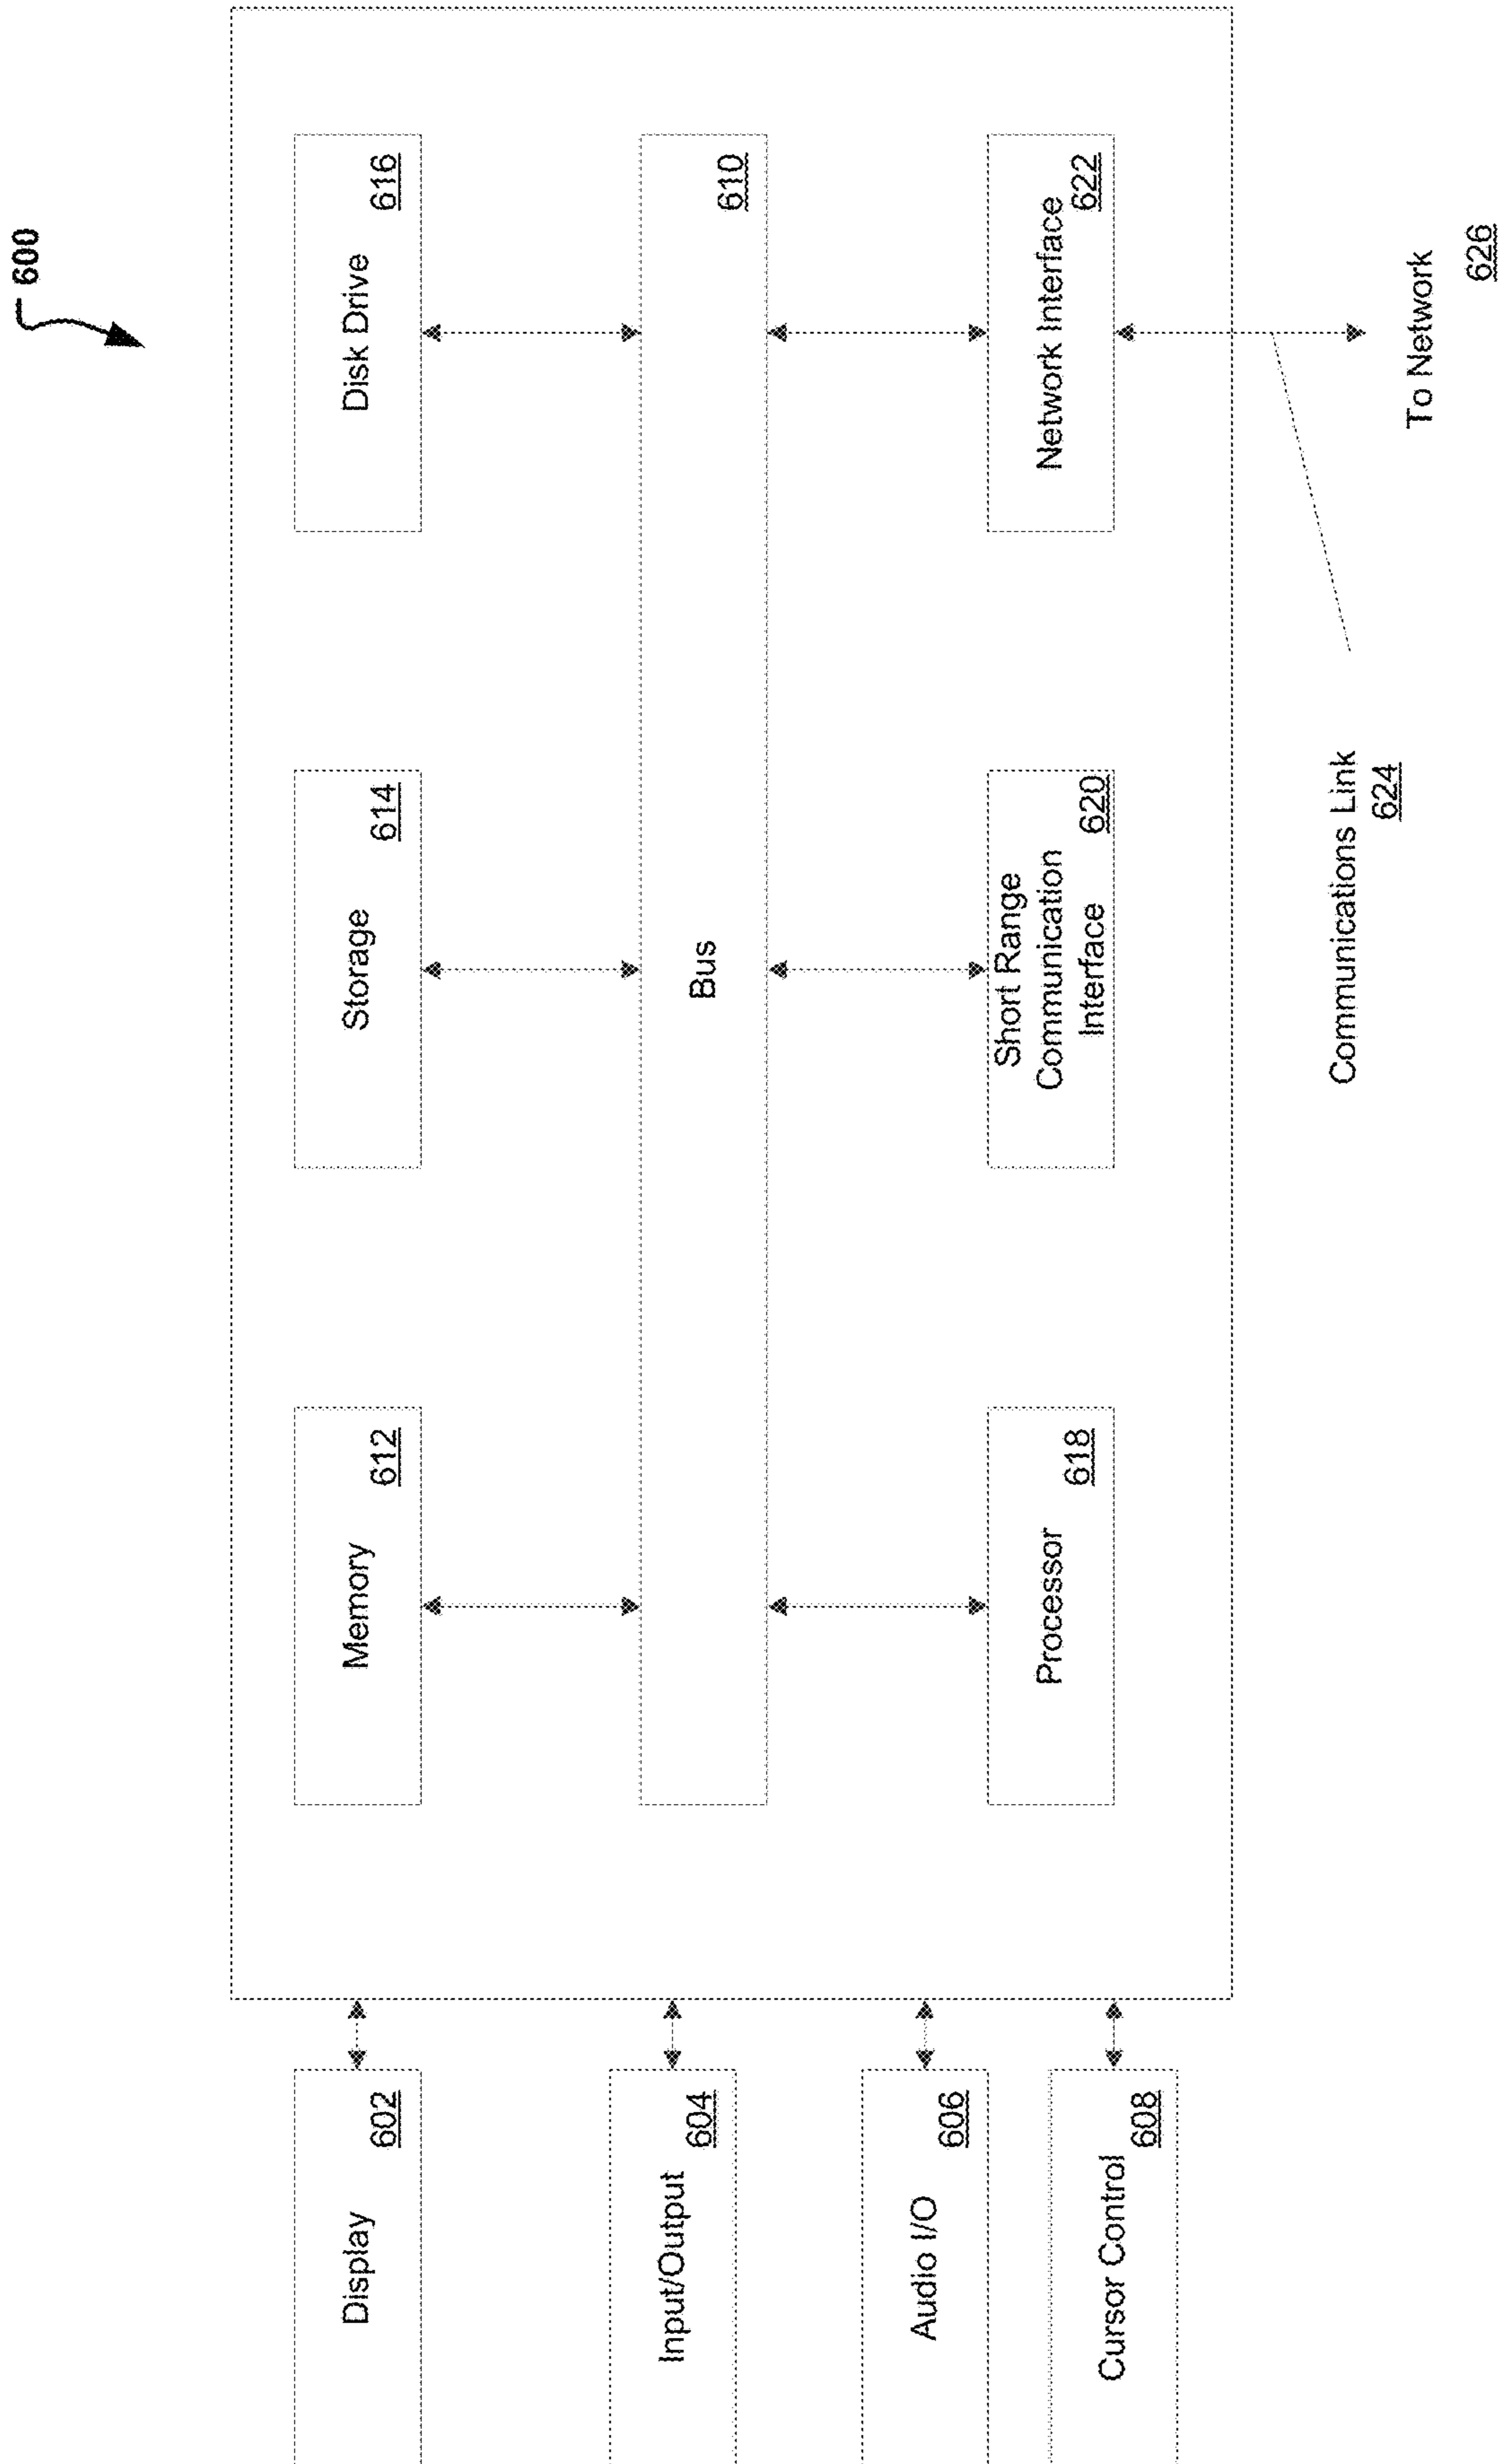 600
Display
602
Input/Output
604
Audio I/O
606
Cursor Control
608
Memory
612
Storage
614
Disk Drive
616
Bus
610
Processor
618
Short Range
Communication
Interface
620
Network Interface
622
Communications Link
624
To Network
626